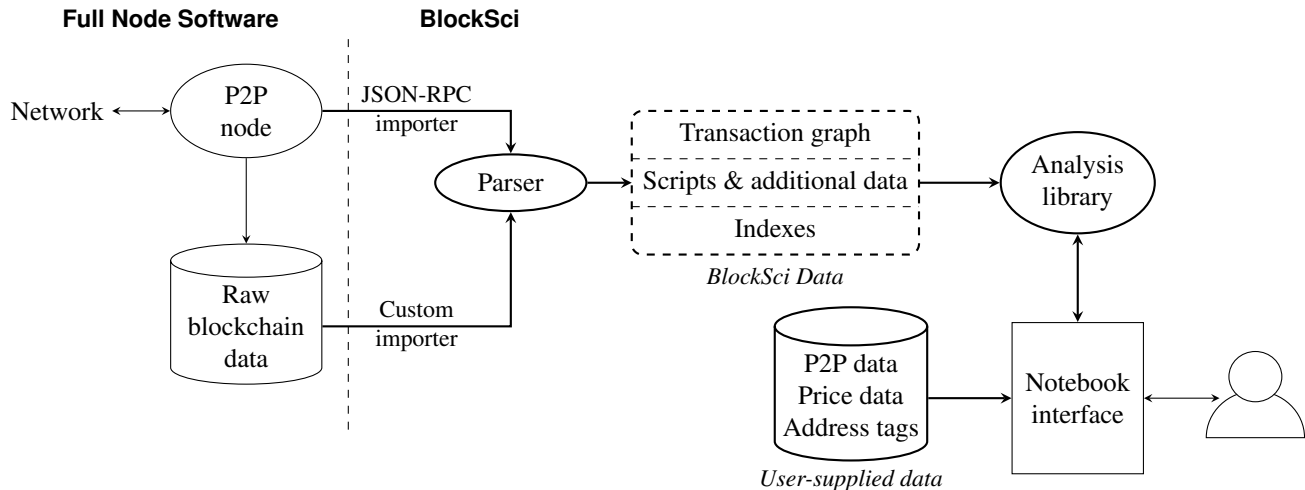 Full Node Software
BlockSci
Network
P2P
node
JSON-RPC
importer
Parser
Transaction graph
Scripts & additional data
Indexes
BlockSci Data
Analysis
library
Raw
blockchain
data
Custom
importer
P2P data
Price data
Address tags
User-supplied data
Notebook
interface